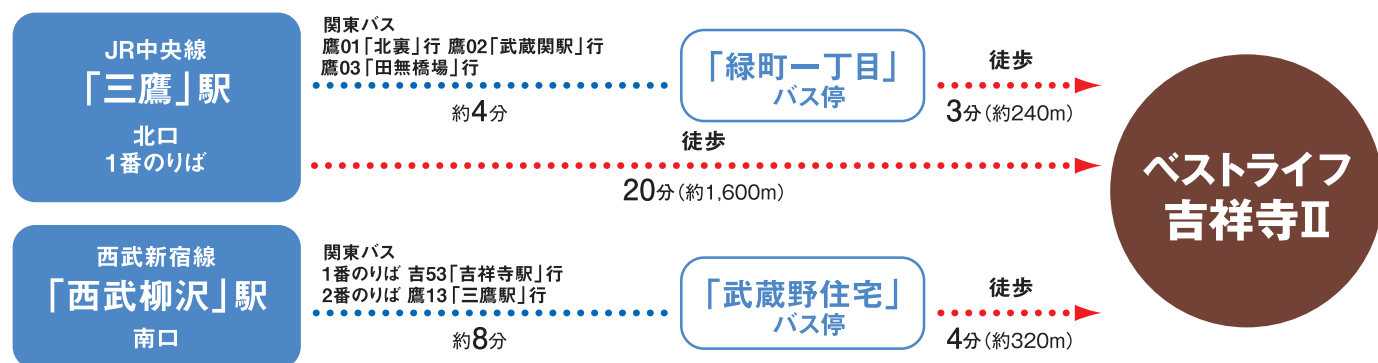 JR中央線
「三鷹」駅
北口
1番のりば
関東バス
鷹01「北裏」行 鷹02「武蔵関駅」行
鷹03「田無橋場」行
約4分
「緑町一丁目」
バス停
徒歩
3分(約240m)
徒歩
20分(約1,600m)
西武新宿線
「西武柳沢」駅
南口
関東バス
1番のりば 吉53「吉祥寺駅」行
2番のりば 鷹13「三鷹駅」行
約8分
「武蔵野住宅」
バス停
徒歩
4分(約320m)
ベストライフ
吉祥寺Ⅱ